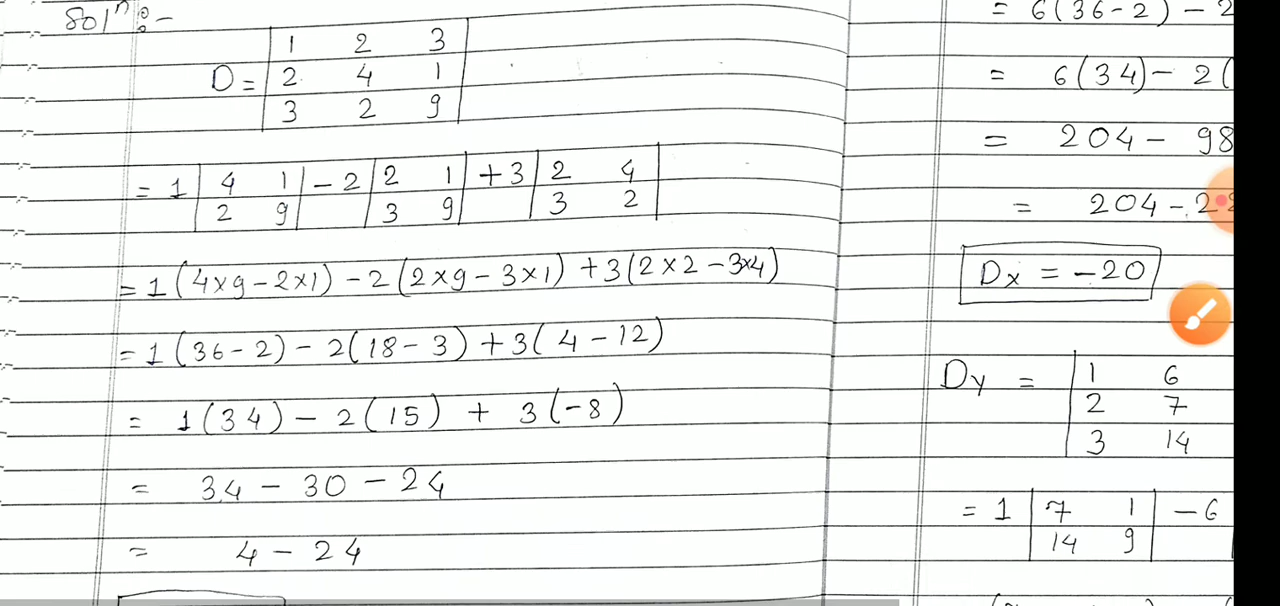 Solⁿ :-
1 2 3
D = 2 4 1
3 2 9
= 1 | 4 1 | - 2 | 2 1 | + 3 | 2 4 |
| 2 9 | | 3 9 | | 3 2 |
= 1 (4×9 - 2×1) - 2 (2×9 - 3×1) + 3 (2×2 - 3×4)
= 1 (36 - 2) - 2 (18 - 3) + 3 ( 4 - 12)
= 1 (34) - 2 (15) + 3 (-8)
= 34 - 30 - 24
= 4 - 24
= 6 (36 - 2) - 2
= 6 (34) - 2 (
= 204 - 98
= 204 - 22
Dx = -20
1 6
Dy = 2 7
3 14
= 1 | 7 1 | - 6
| 14 9 |